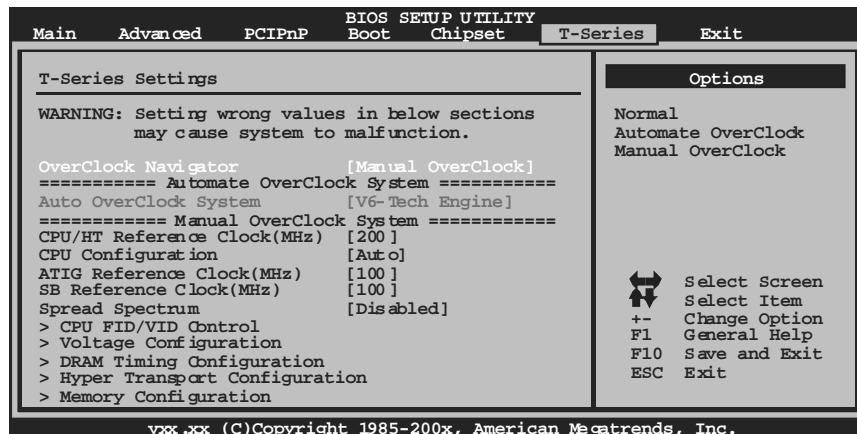 BIOS SETUP UTILITY
Main Advanced PCIPnP Boot Chipset T-Series Exit
T-Series Settings
WARNING: Setting wrong values in below sections
may cause system to malfunction.
OverClock Navigator [Manual OverClock]
=========== Automate OverClock System ===========
Auto OverClock System [V6-Tech Engine]
============ Manual OverClock System ============
CPU/HT Reference Clock(MHz) [200]
CPU Configuration [Auto]
ATIG Reference Clock(MHz) [100]
SB Reference Clock(MHz) [100]
Spread Spectrum [Disabled]
> CPU FID/VID Control
> Voltage Configuration
> DRAM Timing Configuration
> Hyper Transport Configuration
> Memory Configuration
Options
Normal
Automate OverClock
Manual OverClock
Select Screen
Select Item
+- Change Option
F1 General Help
F10 Save and Exit
ESC Exit
vxx.xx (C)Copyright 1985-200x, American Megatrends, Inc.